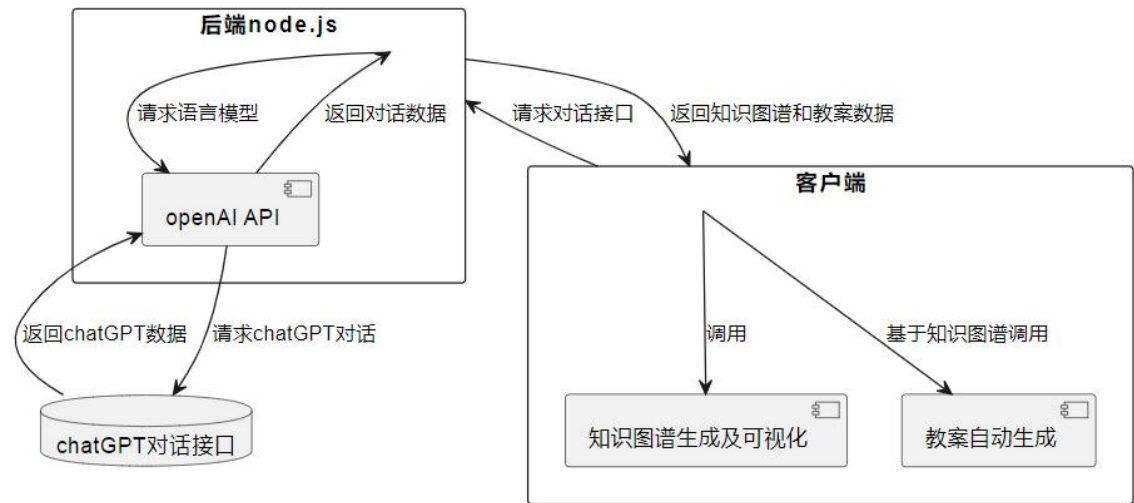 后端node.js
请求语言模型
返回对话数据
请求对话接口
返回知识图谱和教案数据
openAI API
客户端
返回chatGPT数据
请求chatGPT对话
调用
基于知识图谱调用
chatGPT对话接口
知识图谱生成及可视化
教案自动生成